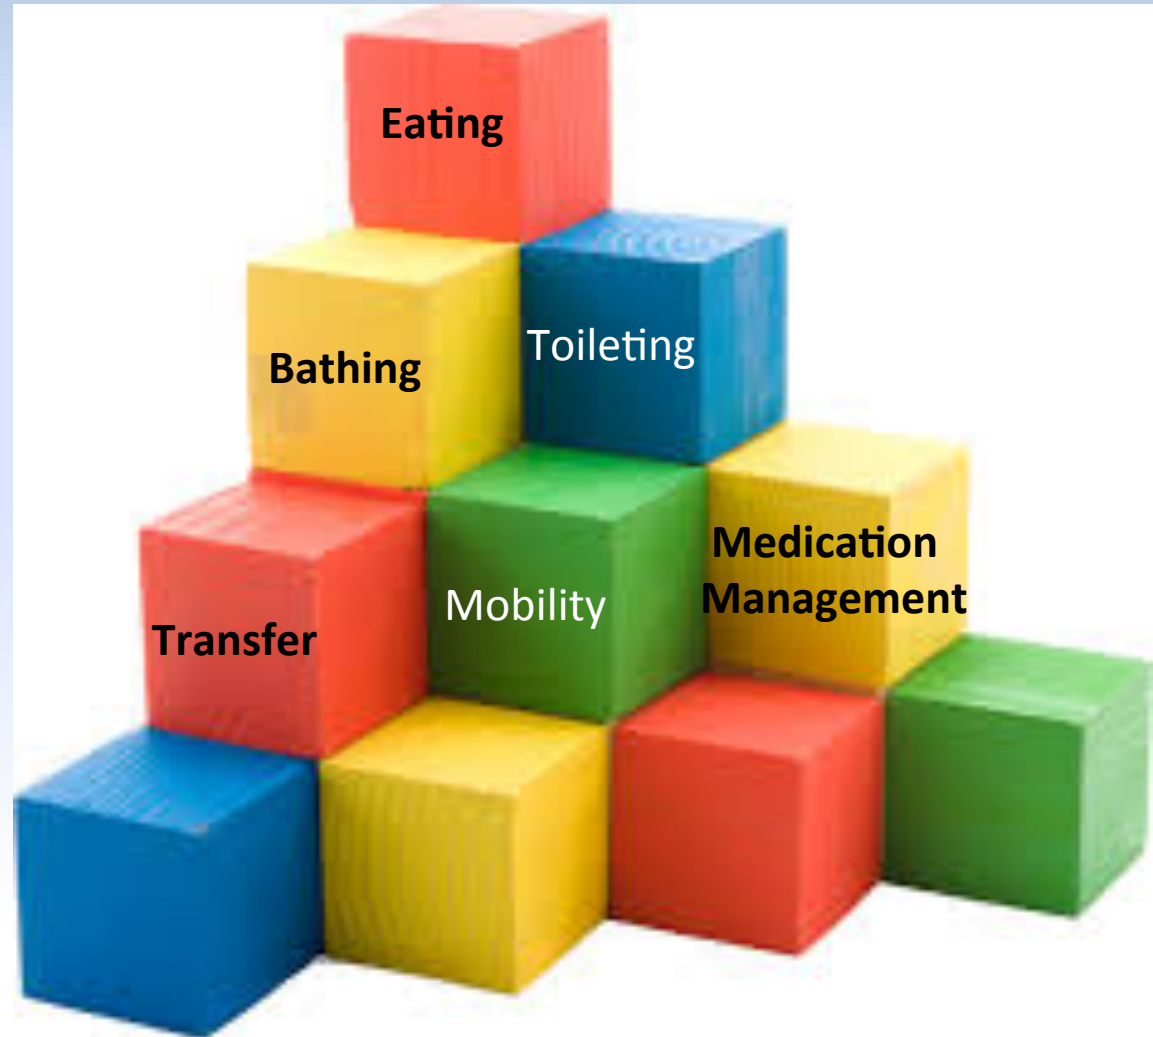 Eating
Bathing
Toileting
Transfer
Mobility
Medication
Management